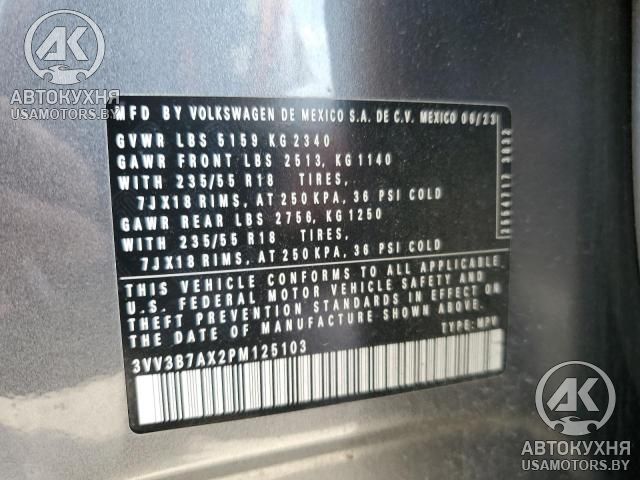 AK
АВТОКУХНЯ
USAMOTORS.BY
MFD BY VOLKSWAGEN DE MEXICO S.A. DE C.V. MEXICO 06/23
GVWR LBS 5159 KG 2340
GAWR FRONT LBS 2513, KG 1140
WITH 235/55 R18 TIRES,
7JX18 RIMS, AT 250 KPA, 36 PSI COLD
GAWR REAR LBS 2756, KG 1250
WITH 235/55 R18 TIRES,
7JX18 RIMS, AT 250 KPA, 36 PSI COLD
THIS VEHICLE CONFORMS TO ALL APPLICABLE
U.S. FEDERAL MOTOR VEHICLE SAFETY AND
THEFT PREVENTION STANDARDS IN EFFECT ON
THE DATE OF MANUFACTURE SHOWN ABOVE.
TYPE: MPV
3VV3B7AX2PM125103
AK
АВТОКУХНЯ
USAMOTORS.BY